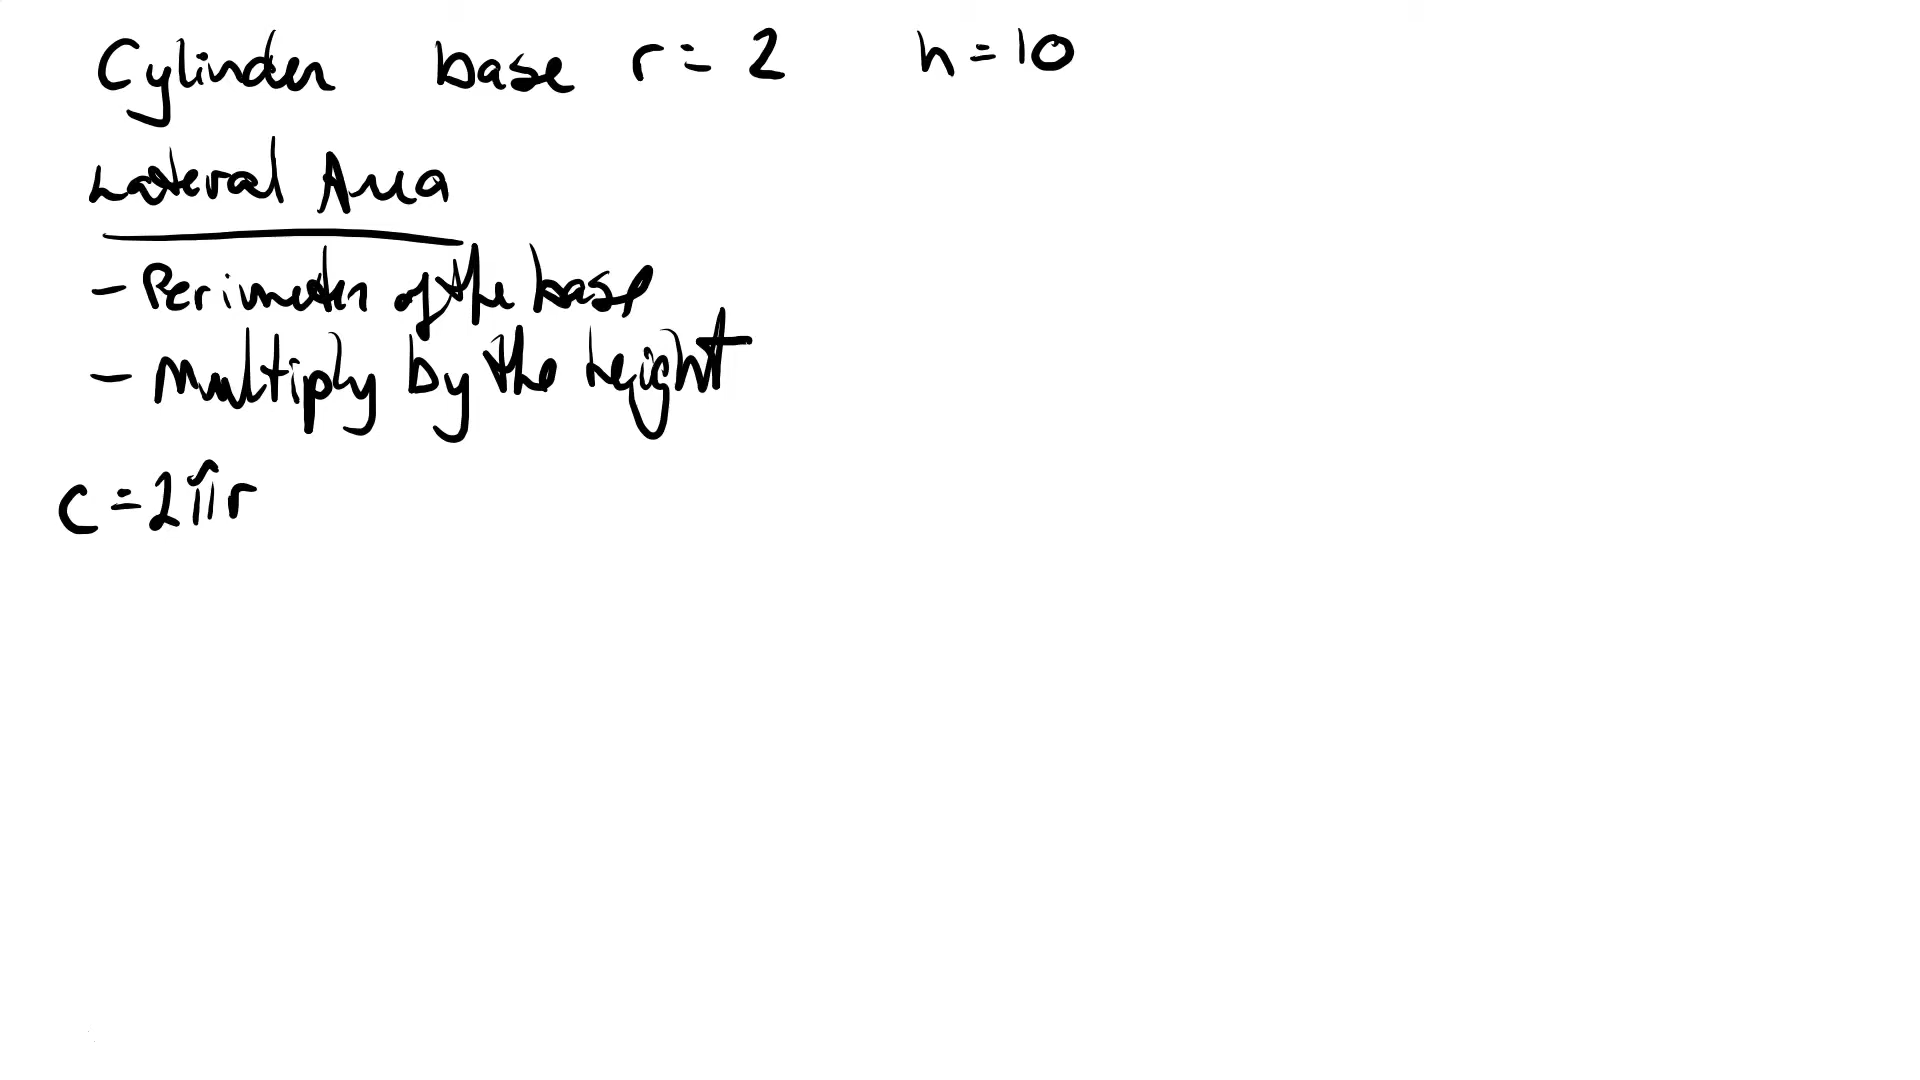 Cylinder base r = 2 h = 10
Lateral Area
- Perimeter of the base
- Multiply by the height
C = 2πr